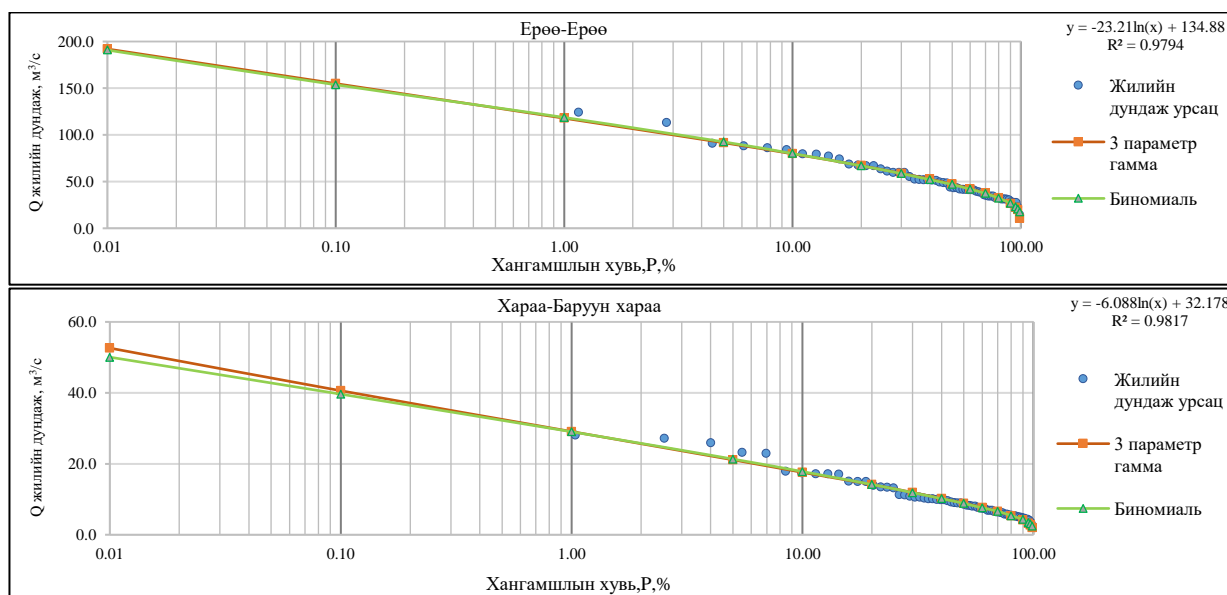 Ерөө-Ерөө
y = -23.21ln(x) + 134.88
R² = 0.9794
200.0
150.0
100.0
50.0
0.0
Q жилийн дундаж, м³/с
0.01 0.10 1.00 10.00 100.00
Хангамшлын хувь,P,%
Жилийн
дундаж урсац
3 параметр
гамма
Биномиаль
Хараа-Баруун хараа
y = -6.088ln(x) + 32.178
R² = 0.9817
60.0
40.0
20.0
0.0
Q жилийн дундаж, м³/с
0.01 0.10 1.00 10.00 100.00
Хангамшлын хувь,P,%
Жилийн
дундаж урсац
3 параметр
гамма
Биномиаль